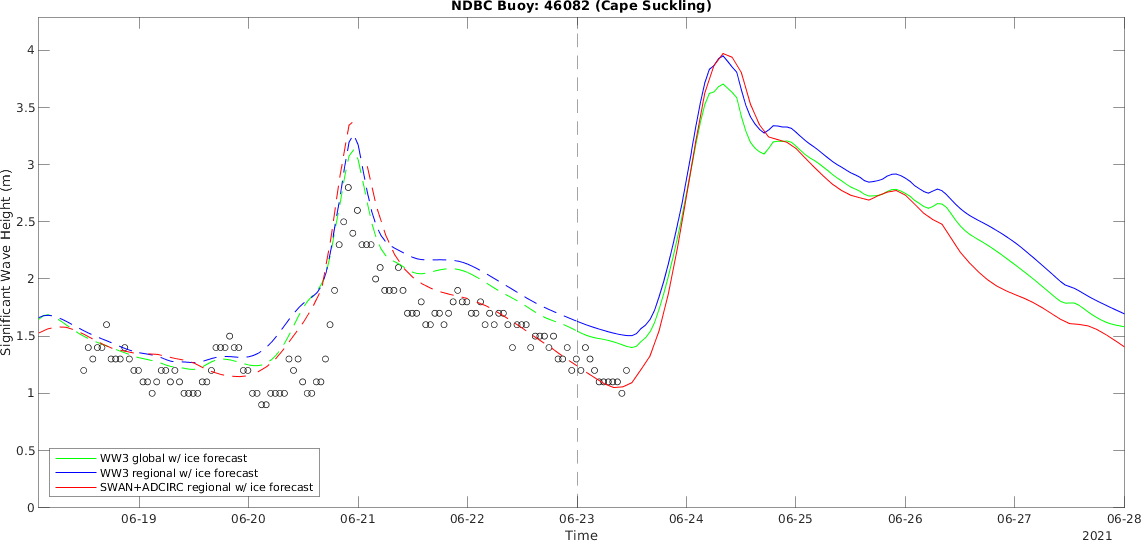 NDBC Buoy: 46082 (Cape Suckling)
4
3.5
3
2.5
2
1.5
1
0.5
0
Significant Wave Height (m)
WW3 global w/ ice forecast
WW3 regional w/ ice forecast
SWAN+ADCIRC regional w/ ice forecast
06-19 06-20 06-21 06-22 06-23 06-24 06-25 06-26 06-27 06-28
Time
2021